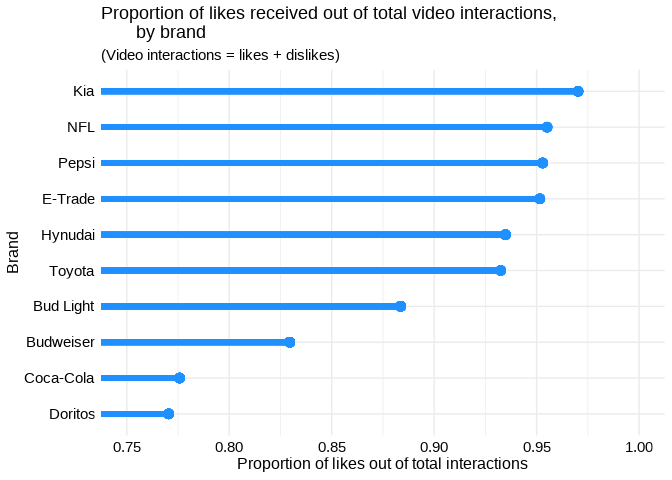 Proportion of likes received out of total video interactions,
by brand
(Video interactions = likes + dislikes)
Kia
NFL
Pepsi
E-Trade
Hynudai
Toyota
Bud Light
Budweiser
Coca-Cola
Doritos
Brand
0.75 0.80 0.85 0.90 0.95 1.00
Proportion of likes out of total interactions